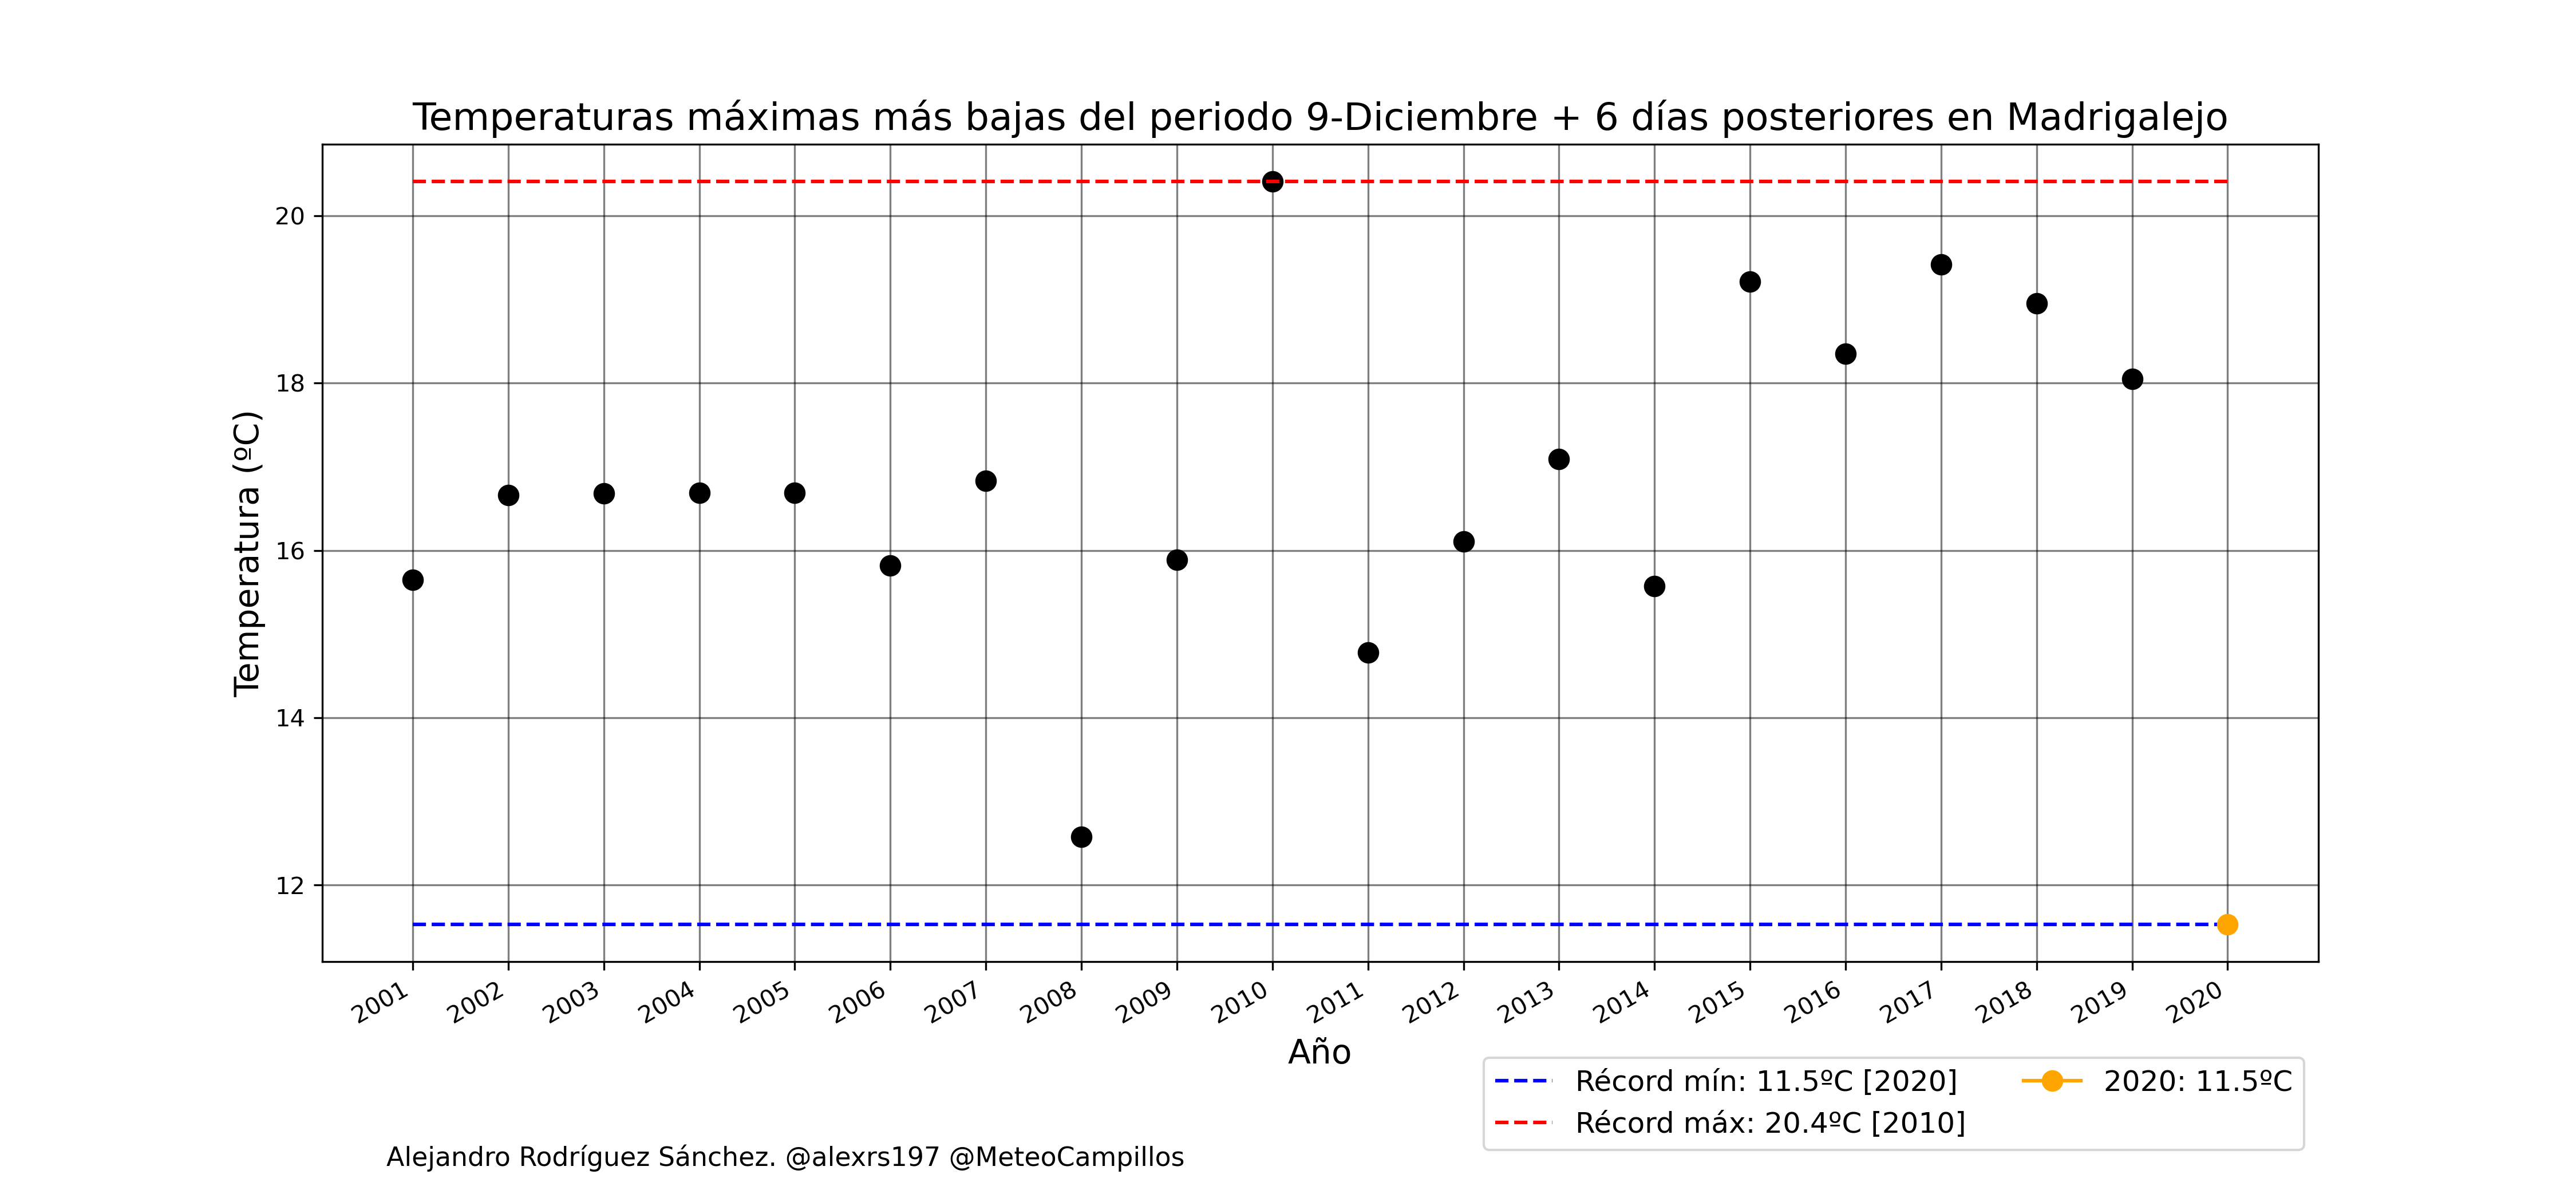 Temperaturas máximas más bajas del periodo 9-Diciembre + 6 días posteriores en Madrigalejo
Temperatura (ºC)
20
18
16
14
12
2001 2002 2003 2004 2005 2006 2007 2008 2009 2010 2011 2012 2013 2014 2015 2016 2017 2018 2019 2020
Año
Récord mín: 11.5ºC [2020]
Récord máx: 20.4ºC [2010]
2020: 11.5ºC
Alejandro Rodríguez Sánchez. @alexrs197 @MeteoCampillos